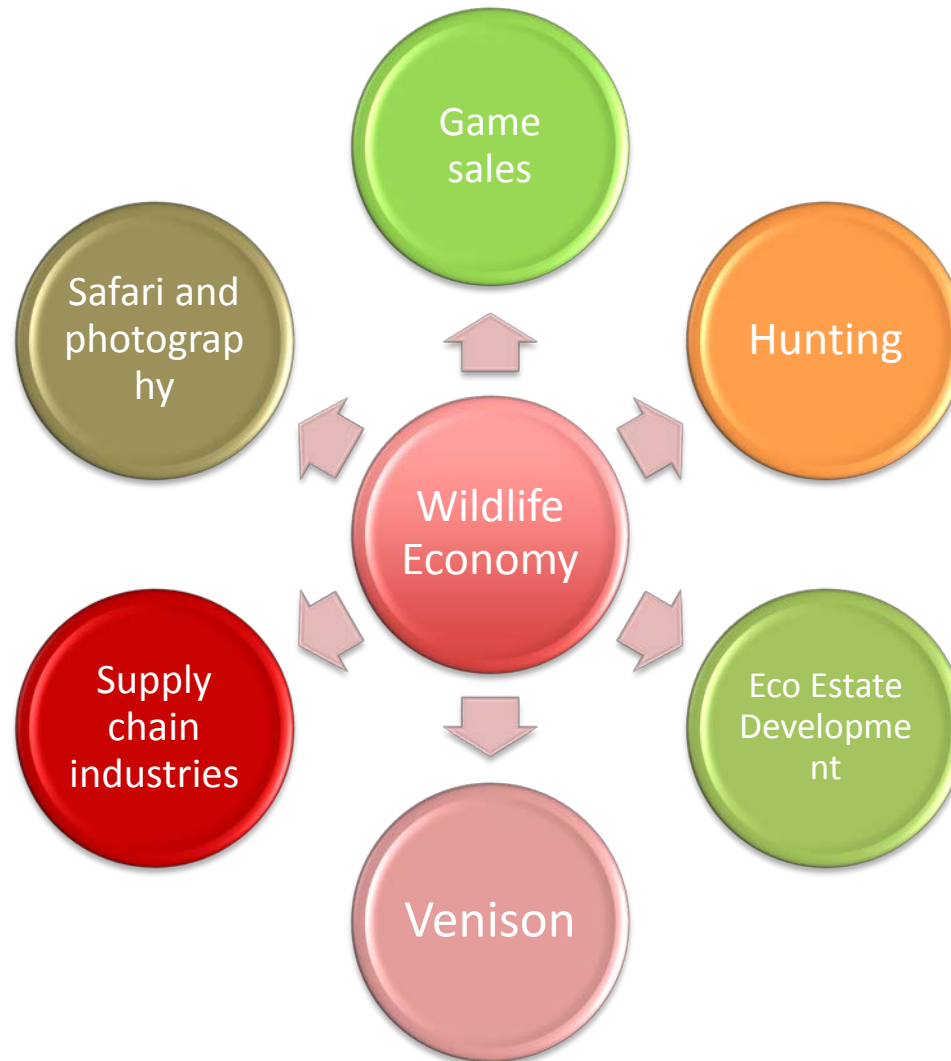 Game
sales
Safari and
photograp
hy
Hunting
Wildlife
Economy
Supply
chain
industries
Eco Estate
Developme
nt
Venison